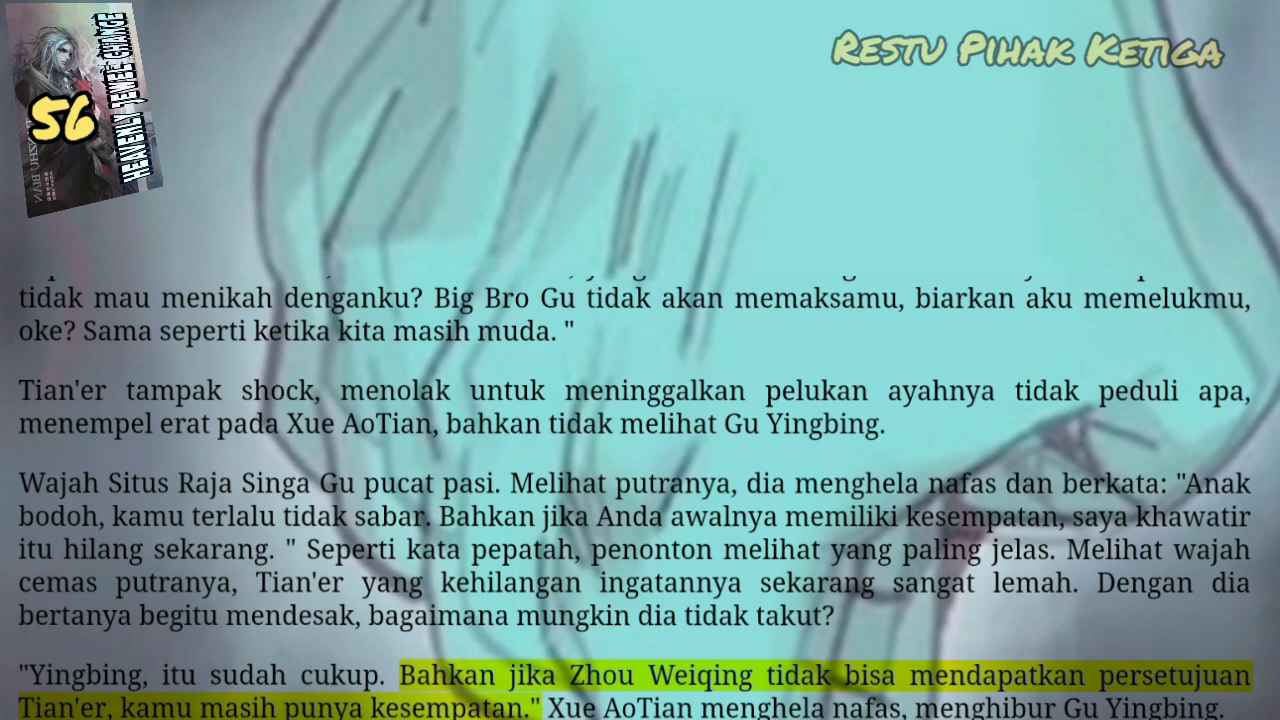 RESTU PIHAK KETIGA
56
HEAVENLY JEWEL CHANGE
tidak mau menikah denganku? Big Bro Gu tidak akan memaksamu, biarkan aku memelukmu,
oke? Sama seperti ketika kita masih muda. "
Tian'er tampak shock, menolak untuk meninggalkan pelukan ayahnya tidak peduli apa,
menempel erat pada Xue AoTian, bahkan tidak melihat Gu Yingbing.
Wajah Situs Raja Singa Gu pucat pasi. Melihat putranya, dia menghela nafas dan berkata: "Anak
bodoh, kamu terlalu tidak sabar. Bahkan jika Anda awalnya memiliki kesempatan, saya khawatir
itu hilang sekarang. " Seperti kata pepatah, penonton melihat yang paling jelas. Melihat wajah
cemas putranya, Tian'er yang kehilangan ingatannya sekarang sangat lemah. Dengan dia
bertanya begitu mendesak, bagaimana mungkin dia tidak takut?
"Yingbing, itu sudah cukup. Bahkan jika Zhou Weiqing tidak bisa mendapatkan persetujuan
Tian'er, kamu masih punya kesempatan." Xue AoTian menghela nafas, menghibur Gu Yingbing.